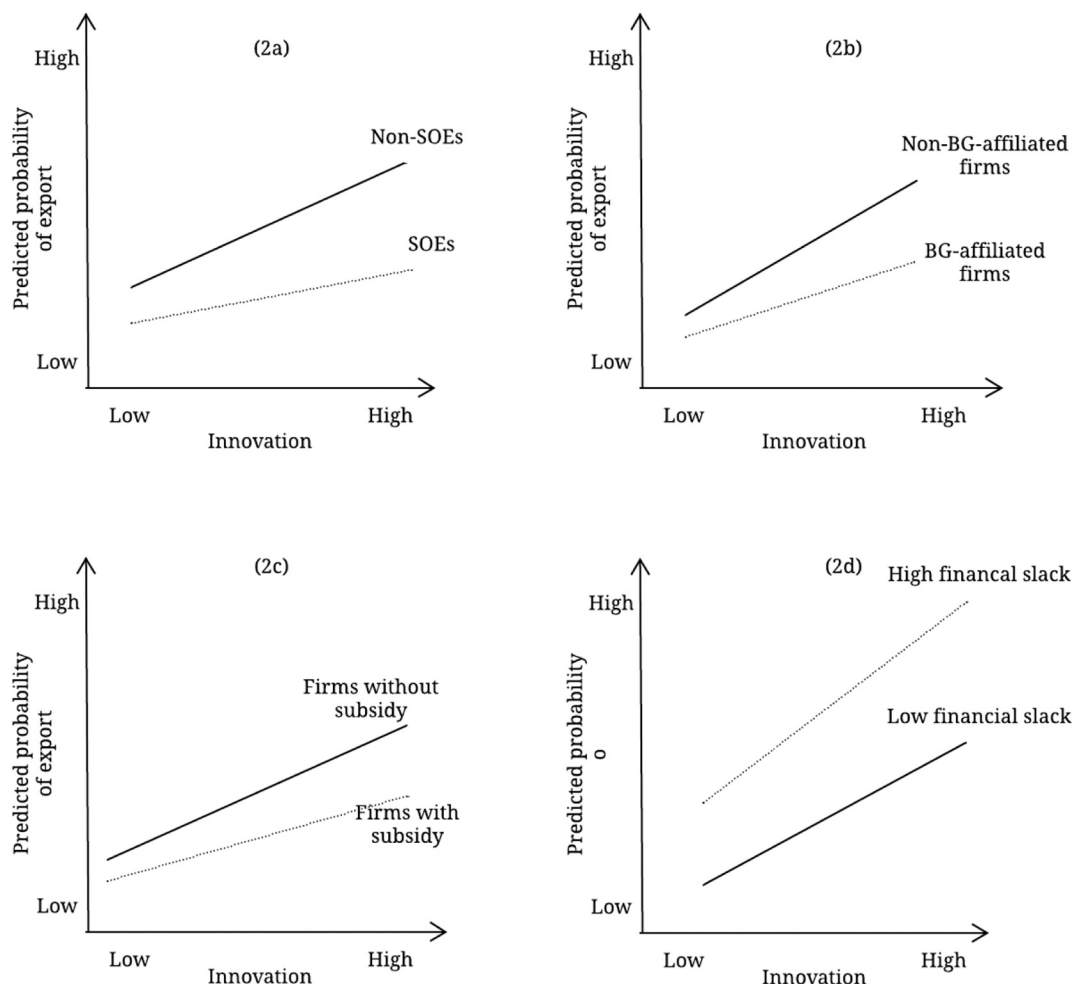 (2a)
High
Predicted probability
of export
Non-SOEs
SOEs
Low
Low
High
Innovation
(2b)
High
Predicted probability
of export
Non-BG-affiliated
firms
BG-affiliated
firms
Low
Low
High
Innovation
(2c)
High
Predicted probability
of export
Firms without
subsidy
Firms with
subsidy
Low
Low
High
Innovation
(2d)
High financal slack
High
Predicted probability
o
Low financial slack
Low
Low
High
Innovation